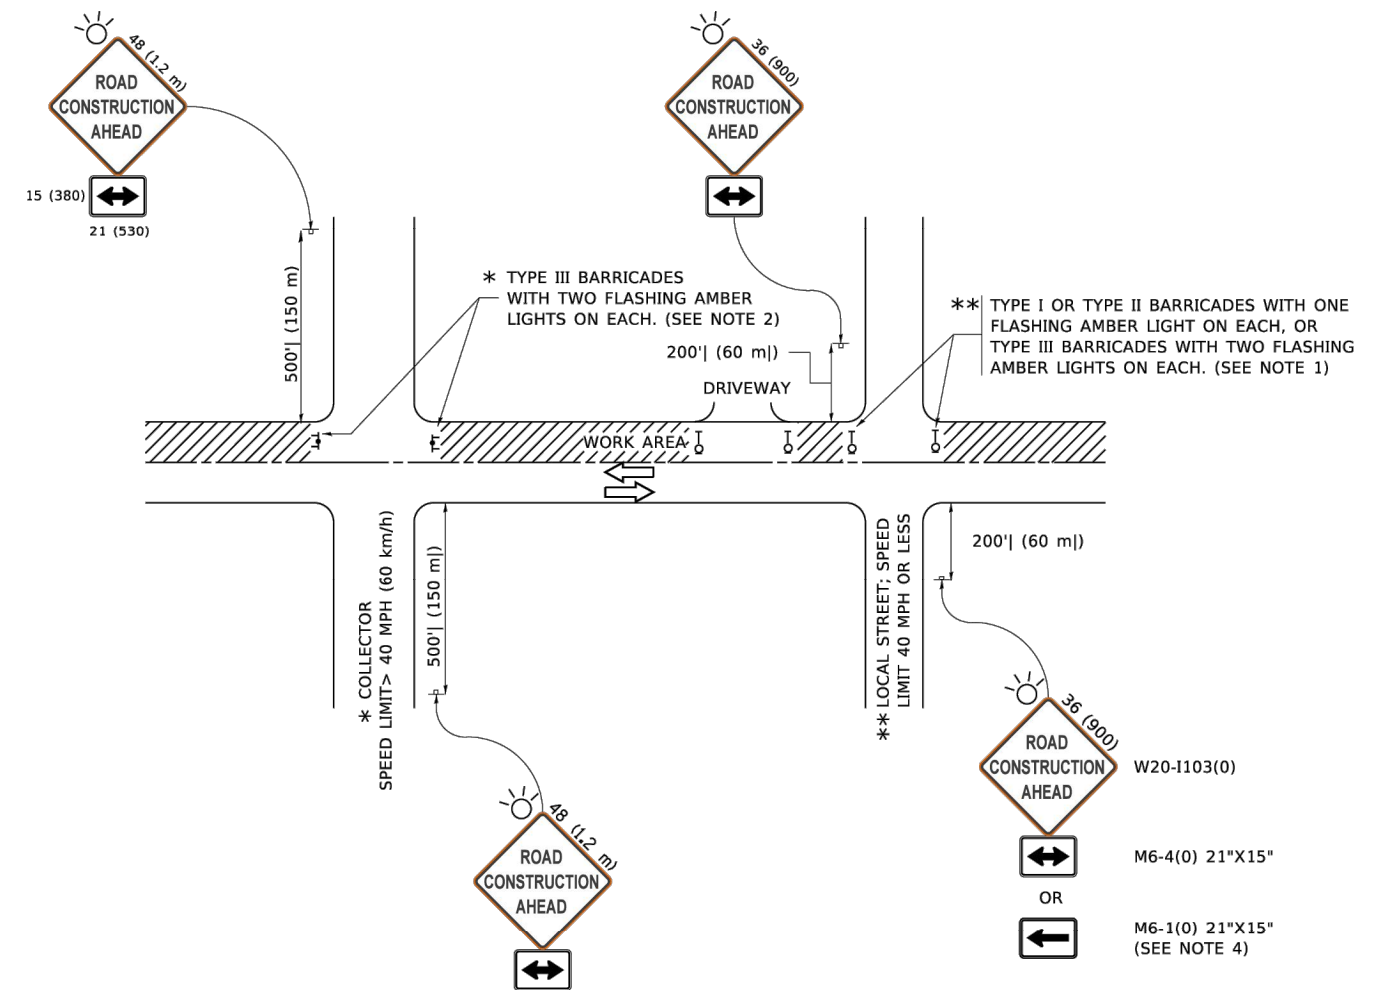 48 (1.2 m)
ROAD
CONSTRUCTION
AHEAD
15 (380)
21 (530)
36 (900)
ROAD
CONSTRUCTION
AHEAD
500'| (150 m)
* TYPE III BARRICADES
WITH TWO FLASHING AMBER
LIGHTS ON EACH. (SEE NOTE 2)
200'| (60 m|)
DRIVEWAY
** TYPE I OR TYPE II BARRICADES WITH ONE
FLASHING AMBER LIGHT ON EACH, OR
TYPE III BARRICADES WITH TWO FLASHING
AMBER LIGHTS ON EACH. (SEE NOTE 1)
WORK AREA
* COLLECTOR
SPEED LIMIT> 40 MPH (60 km/h)
500'| (150 m|)
** LOCAL STREET; SPEED
LIMIT 40 MPH OR LESS
200'| (60 m|)
48 (1.2 m)
ROAD
CONSTRUCTION
AHEAD
36 (900)
ROAD
CONSTRUCTION
AHEAD
W20-I103(0)
M6-4(0) 21"X15"
OR
M6-1(0) 21"X15"
(SEE NOTE 4)